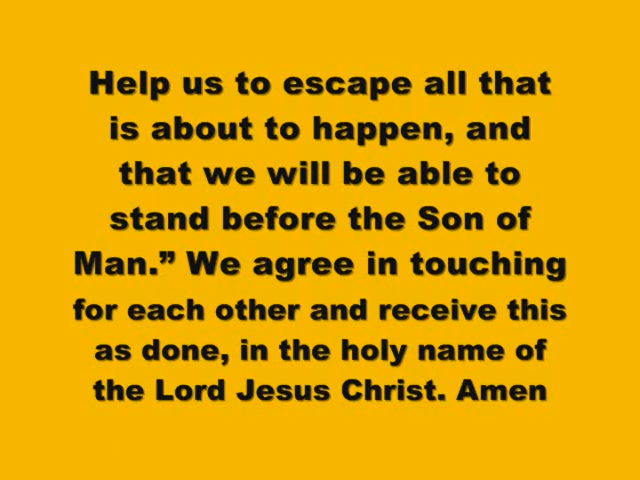 Help us to escape all that
is about to happen, and
that we will be able to
stand before the Son of
Man.” We agree in touching
for each other and receive this
as done, in the holy name of
the Lord Jesus Christ. Amen